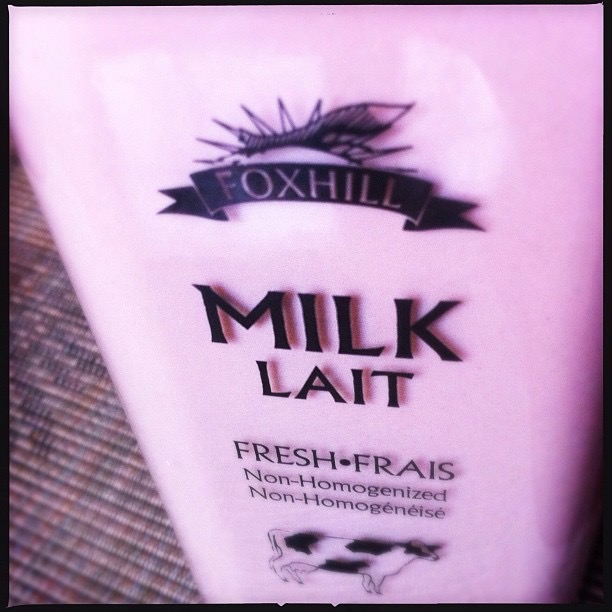 FOXHILL
MILK
LAIT
FRESH•FRAIS
Non-Homogenized
Non-Homogénéisé